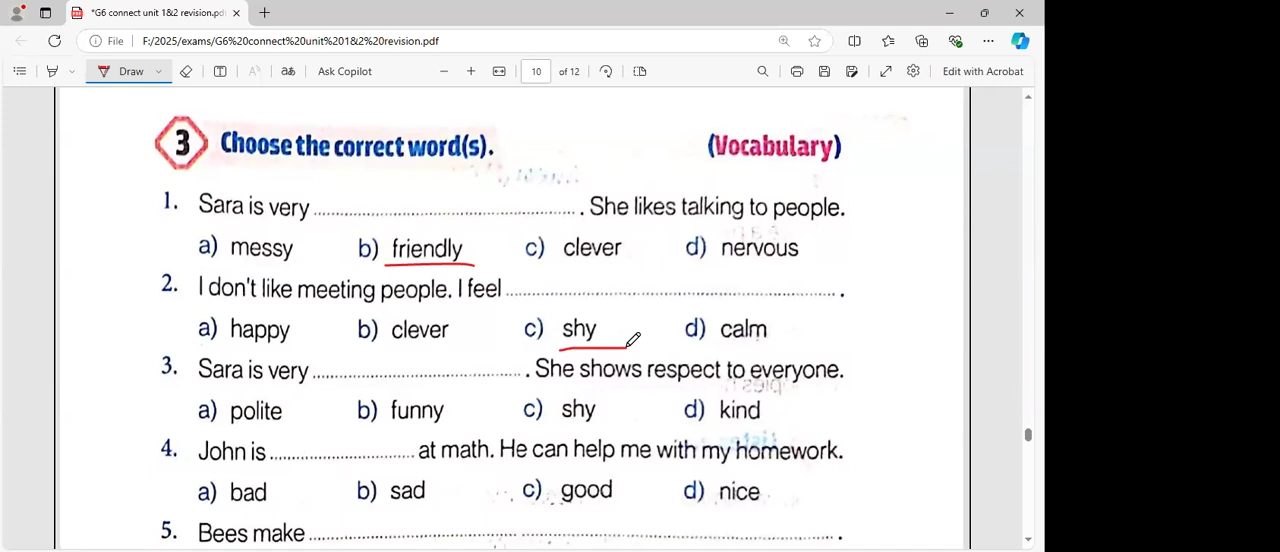 *G6 connect unit 1&2 revision.pdf
File F:/2025/exams/G6%20connect%20unit%201&2%20revision.pdf
Draw Ask Copilot 10 of 12 Edit with Acrobat
3 Choose the correct word(s). (Vocabulary)
1. Sara is very ........................ . She likes talking to people.
a) messy b) friendly c) clever d) nervous
2. I don't like meeting people. I feel ........................ .
a) happy b) clever c) shy d) calm
3. Sara is very ........................ . She shows respect to everyone.
a) polite b) funny c) shy d) kind
4. John is ........................ at math. He can help me with my homework.
a) bad b) sad c) good d) nice
5. Bees make ........................ .